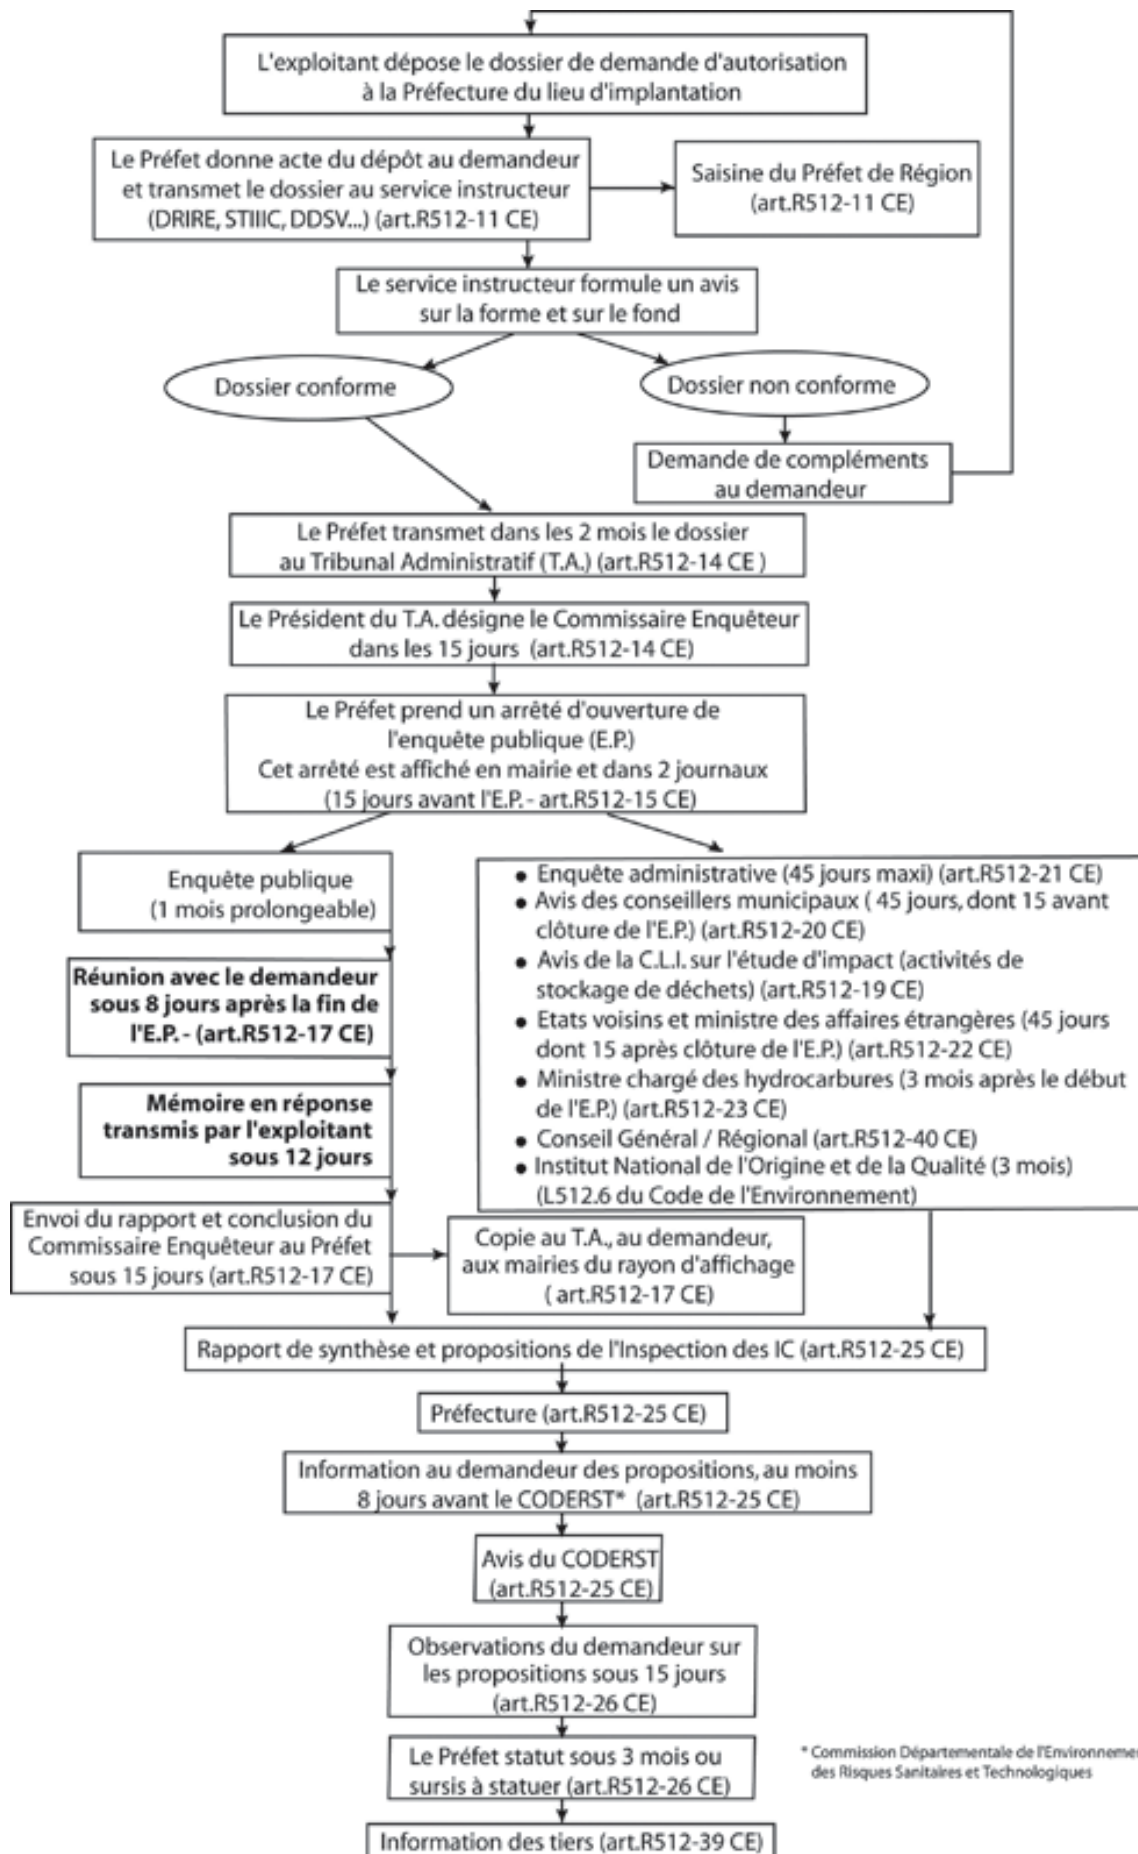 L'exploitant dépose le dossier de demande d'autorisation
à la Préfecture du lieu d'implantation
Le Préfet donne acte du dépôt au demandeur
et transmet le dossier au service instructeur
(DRIRE, STIIIC, DDSV...) (art.R512-11 CE)
Saisine du Préfet de Région
(art.R512-11 CE)
Le service instructeur formule un avis
sur la forme et sur le fond
Dossier conforme
Dossier non conforme
Demande de compléments
au demandeur
Le Préfet transmet dans les 2 mois le dossier
au Tribunal Administratif (T.A.) (art.R512-14 CE )
Le Président du T.A. désigne le Commissaire Enquêteur
dans les 15 jours (art.R512-14 CE)
Le Préfet prend un arrêté d'ouverture de
l'enquête publique (E.P.)
Cet arrêté est affiché en mairie et dans 2 journaux
(15 jours avant l'E.P. - art.R512-15 CE)
Enquête publique
(1 mois prolongeable)
Réunion avec le demandeur
sous 8 jours après la fin de
l'E.P. - (art.R512-17 CE)
Mémoire en réponse
transmis par l'exploitant
sous 12 jours
Envoi du rapport et conclusion du
Commissaire Enquêteur au Préfet
sous 15 jours (art.R512-17 CE)
● Enquête administrative (45 jours maxi) (art.R512-21 CE)
● Avis des conseillers municipaux ( 45 jours, dont 15 avant
clôture de l'E.P.) (art.R512-20 CE)
● Avis de la C.L.I. sur l'étude d'impact (activités de
stockage de déchets) (art.R512-19 CE)
● Etats voisins et ministre des affaires étrangères (45 jours
dont 15 après clôture de l'E.P.) (art.R512-22 CE)
● Ministre chargé des hydrocarbures (3 mois après le début
de l'E.P.) (art.R512-23 CE)
● Conseil Général / Régional (art.R512-40 CE)
● Institut National de l'Origine et de la Qualité (3 mois)
(L512.6 du Code de l'Environnement)
Copie au T.A., au demandeur,
aux mairies du rayon d'affichage
( art.R512-17 CE)
Rapport de synthèse et propositions de l'Inspection des IC (art.R512-25 CE)
Préfecture (art.R512-25 CE)
Information au demandeur des propositions, au moins
8 jours avant le CODERST* (art.R512-25 CE)
Avis du CODERST
(art.R512-25 CE)
Observations du demandeur sur
les propositions sous 15 jours
(art.R512-26 CE)
Le Préfet statut sous 3 mois ou
sursis à statuer (art.R512-26 CE)
* Commission Départementale de l'Environneme
des Risques Sanitaires et Technologiques
Information des tiers (art.R512-39 CE)